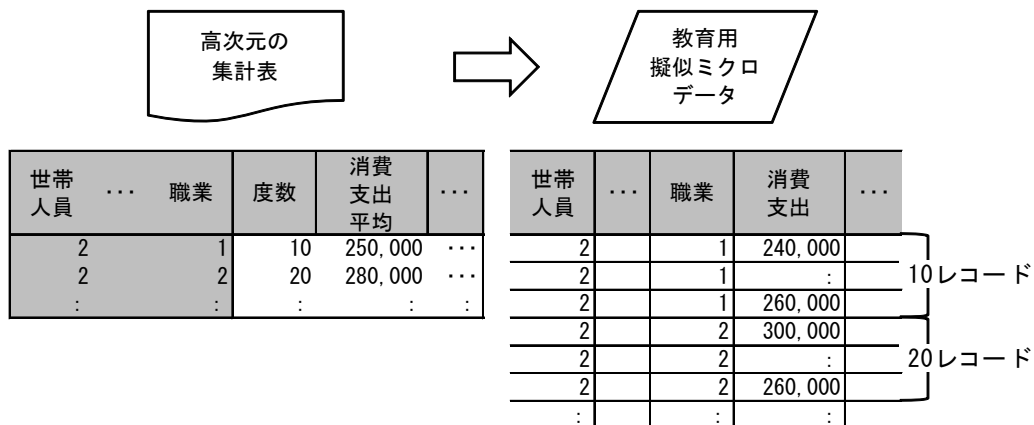 高次元の
集計表
教育用
擬似ミクロ
データ
世帯人員 ・・・ 職業 度数 消費支出平均 ・・・
2 1 10 250,000 ・・・
2 2 20 280,000 ・・・
: : : : :
世帯人員 ・・・ 職業 消費支出 ・・・
2 1 240,000
2 1 :
2 1 260,000
10レコード
2 2 300,000
2 2 :
2 2 260,000
20レコード
: : :